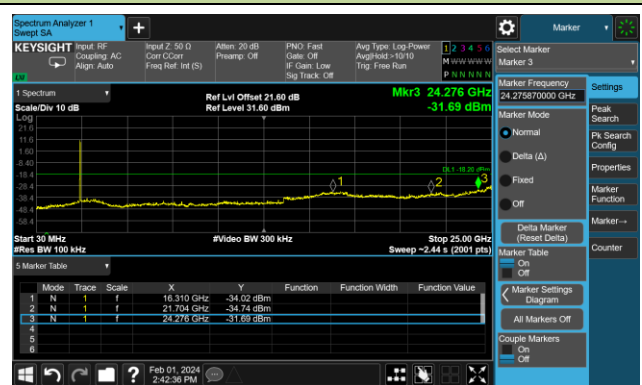 Spectrum Analyzer 1
Swept SA
+
Marker
KEYSIGHT
Input: RF
Coupling: AC
Align: Auto
Input Z: 50 Ω
Corr CCorr
Freq Ref: Int (S)
Atten: 20 dB
Preamp: Off
PNO: Fast
Gate: Off
IF Gain: Low
Sig Track: Off
Avg Type: Log-Power
Avg|Hold:>10/10
Trig: Free Run
1 2 3 4 5 6
M W W W W W
P N N N N N
1 Spectrum
Scale/Div 10 dB
Ref Lvl Offset 21.60 dB
Ref Level 31.60 dBm
Mkr3 24.276 GHz
-31.69 dBm
Log
21.6
11.6
1.60
-8.40
-18.4
-28.4
-38.4
-48.4
-58.4
DL1 -18.20 dBm
1
2
3
Start 30 MHz
#Video BW 300 kHz
Stop 25.00 GHz
#Res BW 100 kHz
Sweep ~2.44 s (2001 pts)
5 Marker Table
Mode Trace Scale X Y Function Function Width Function Value
1 N 1 f 16.310 GHz -34.02 dBm
2 N 1 f 21.704 GHz -34.74 dBm
3 N 1 f 24.276 GHz -31.69 dBm
4
5
6
Feb 01, 2024
2:42:36 PM
Select Marker
Marker 3
Marker Frequency
24.275870000 GHz
Marker Mode
Normal
Delta (Δ)
Fixed
Off
Delta Marker
(Reset Delta)
Marker Table
On
Off
Marker Settings
Diagram
All Markers Off
Couple Markers
On
Off
Settings
Peak
Search
Pk Search
Config
Properties
Marker
Function
Marker→
Counter